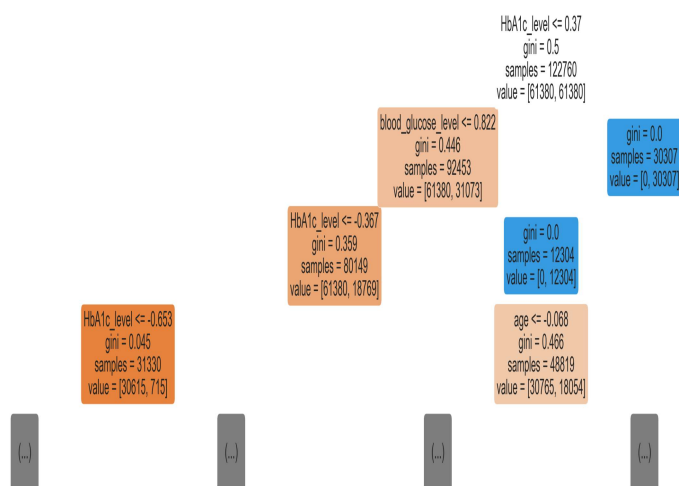 HbA1c_level <= 0.37
gini = 0.5
samples = 122760
value = [61380, 61380]
blood_glucose_level <= 0.822
gini = 0.446
samples = 92453
value = [61380, 31073]
gini = 0.0
samples = 30307
value = [0, 30307]
HbA1c_level <= -0.367
gini = 0.359
samples = 80149
value = [61380, 18769]
gini = 0.0
samples = 12304
value = [0, 12304]
HbA1c_level <= -0.653
gini = 0.045
samples = 31330
value = [30615, 715]
age <= -0.068
gini = 0.466
samples = 48819
value = [30765, 18054]
(...)
(...)
(...)
(...)